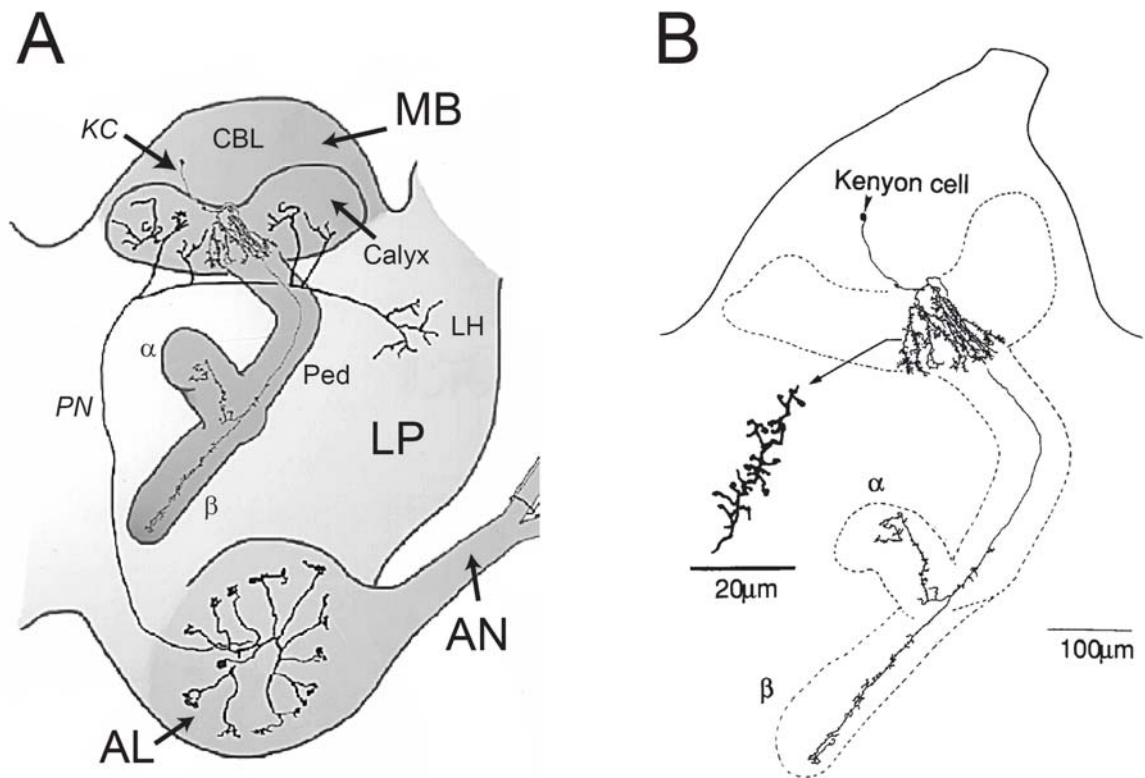 A
KC
CBL
MB
Calyx
LH
α
Ped
PN
LP
β
AN
AL
B
Kenyon cell
α
20μm
100μm
β